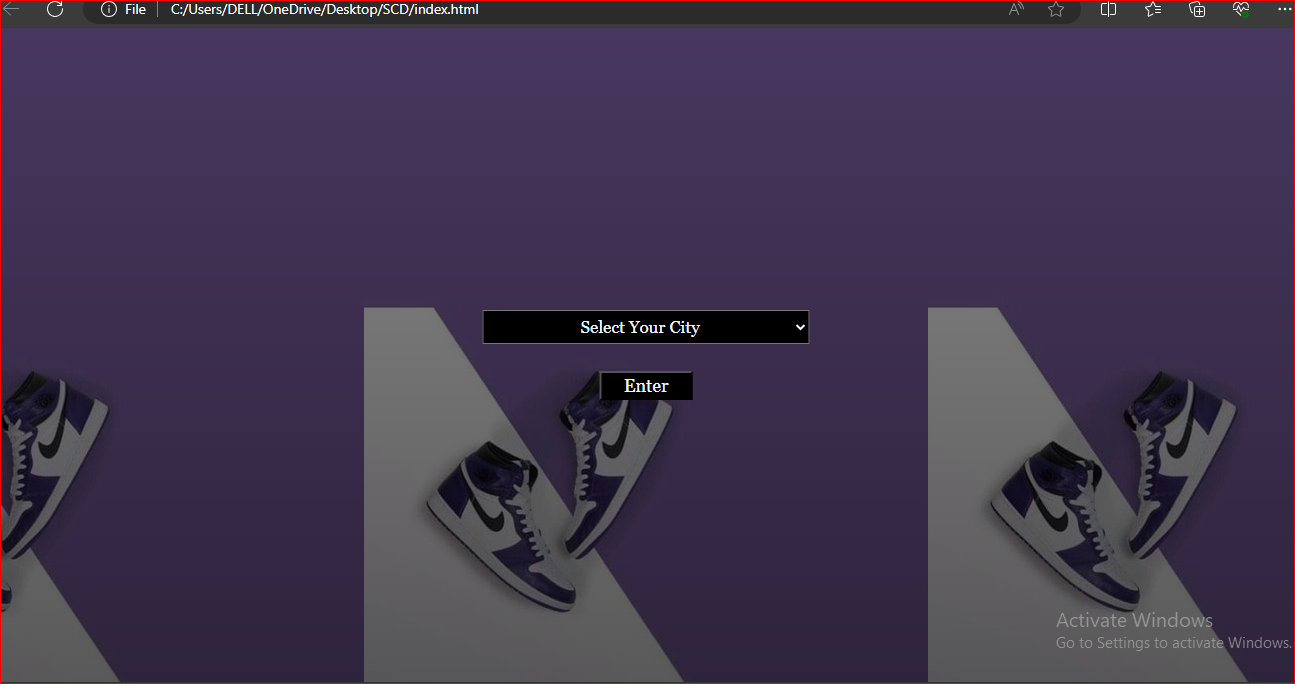 File C:/Users/DELL/OneDrive/Desktop/SCD/index.html
Select Your City
Enter
Activate Windows
Go to Settings to activate Windows.